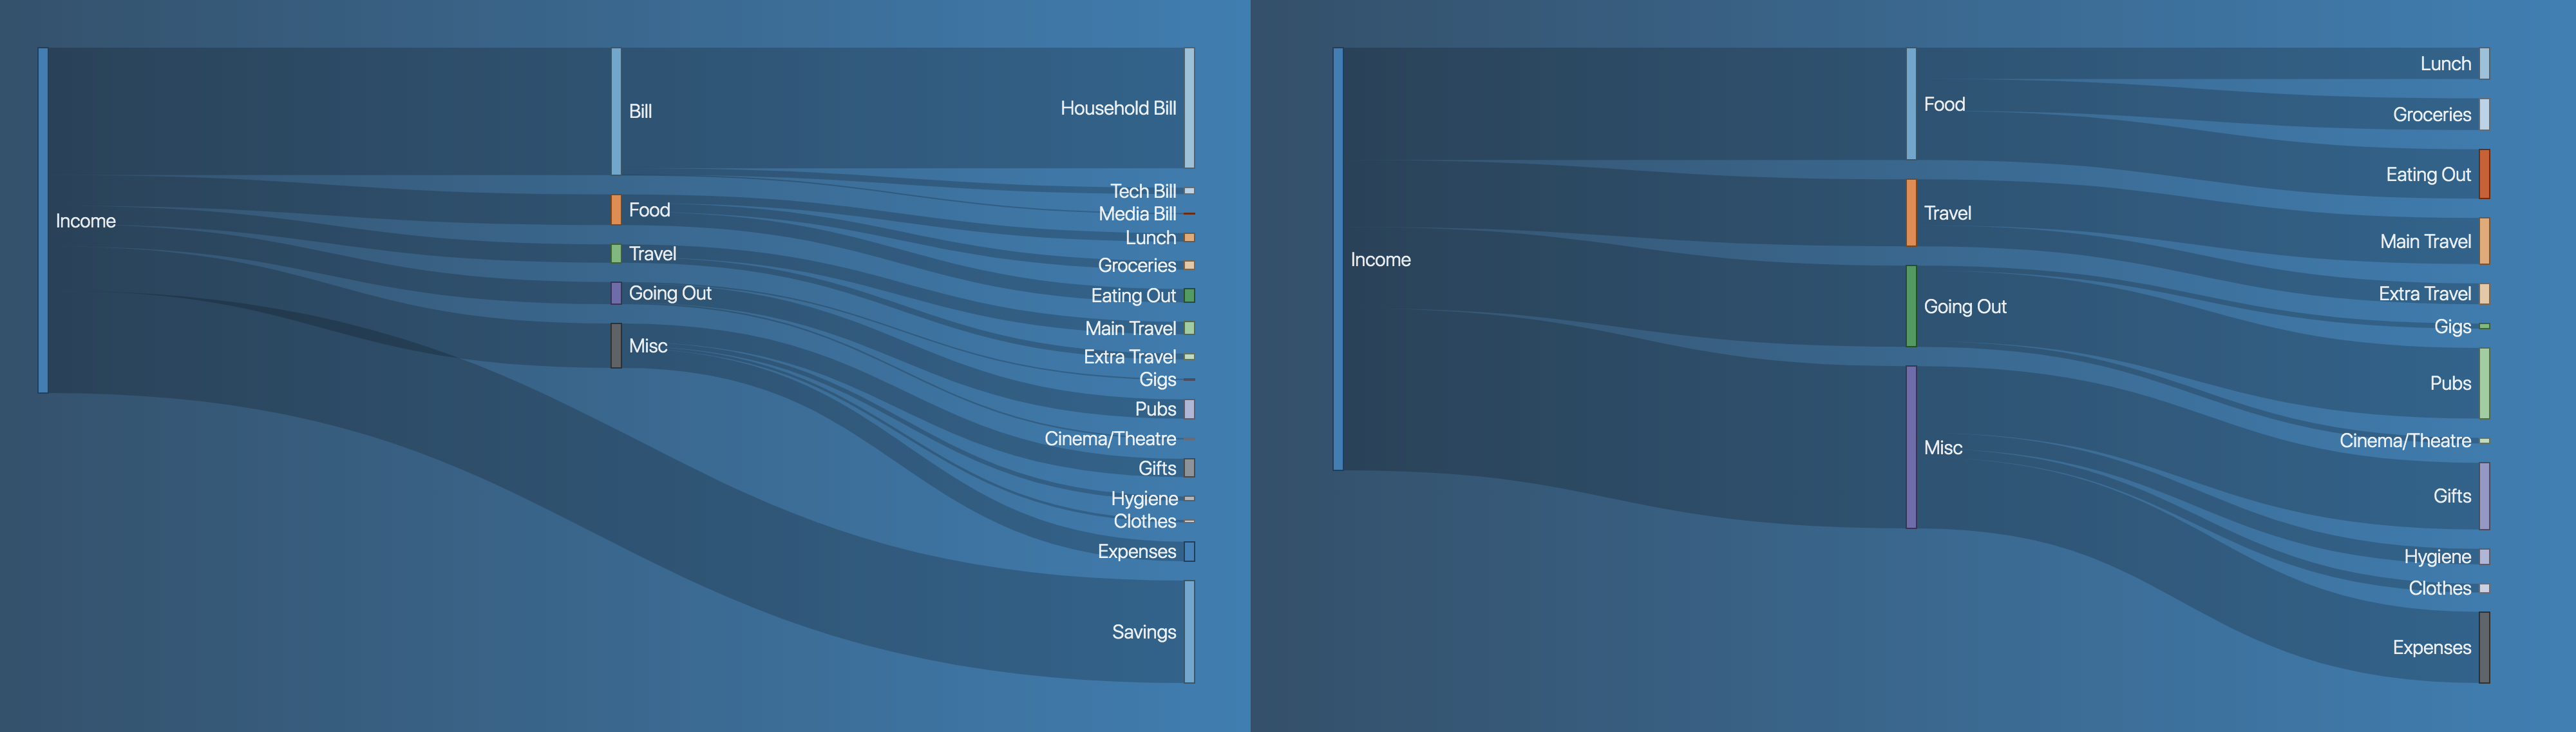 Income
Bill
Food
Travel
Going Out
Misc
Household Bill
Tech Bill
Media Bill
Lunch
Groceries
Eating Out
Main Travel
Extra Travel
Gigs
Pubs
Cinema/Theatre
Gifts
Hygiene
Clothes
Expenses
Savings
Income
Food
Travel
Going Out
Misc
Lunch
Groceries
Eating Out
Main Travel
Extra Travel
Gigs
Pubs
Cinema/Theatre
Gifts
Hygiene
Clothes
Expenses